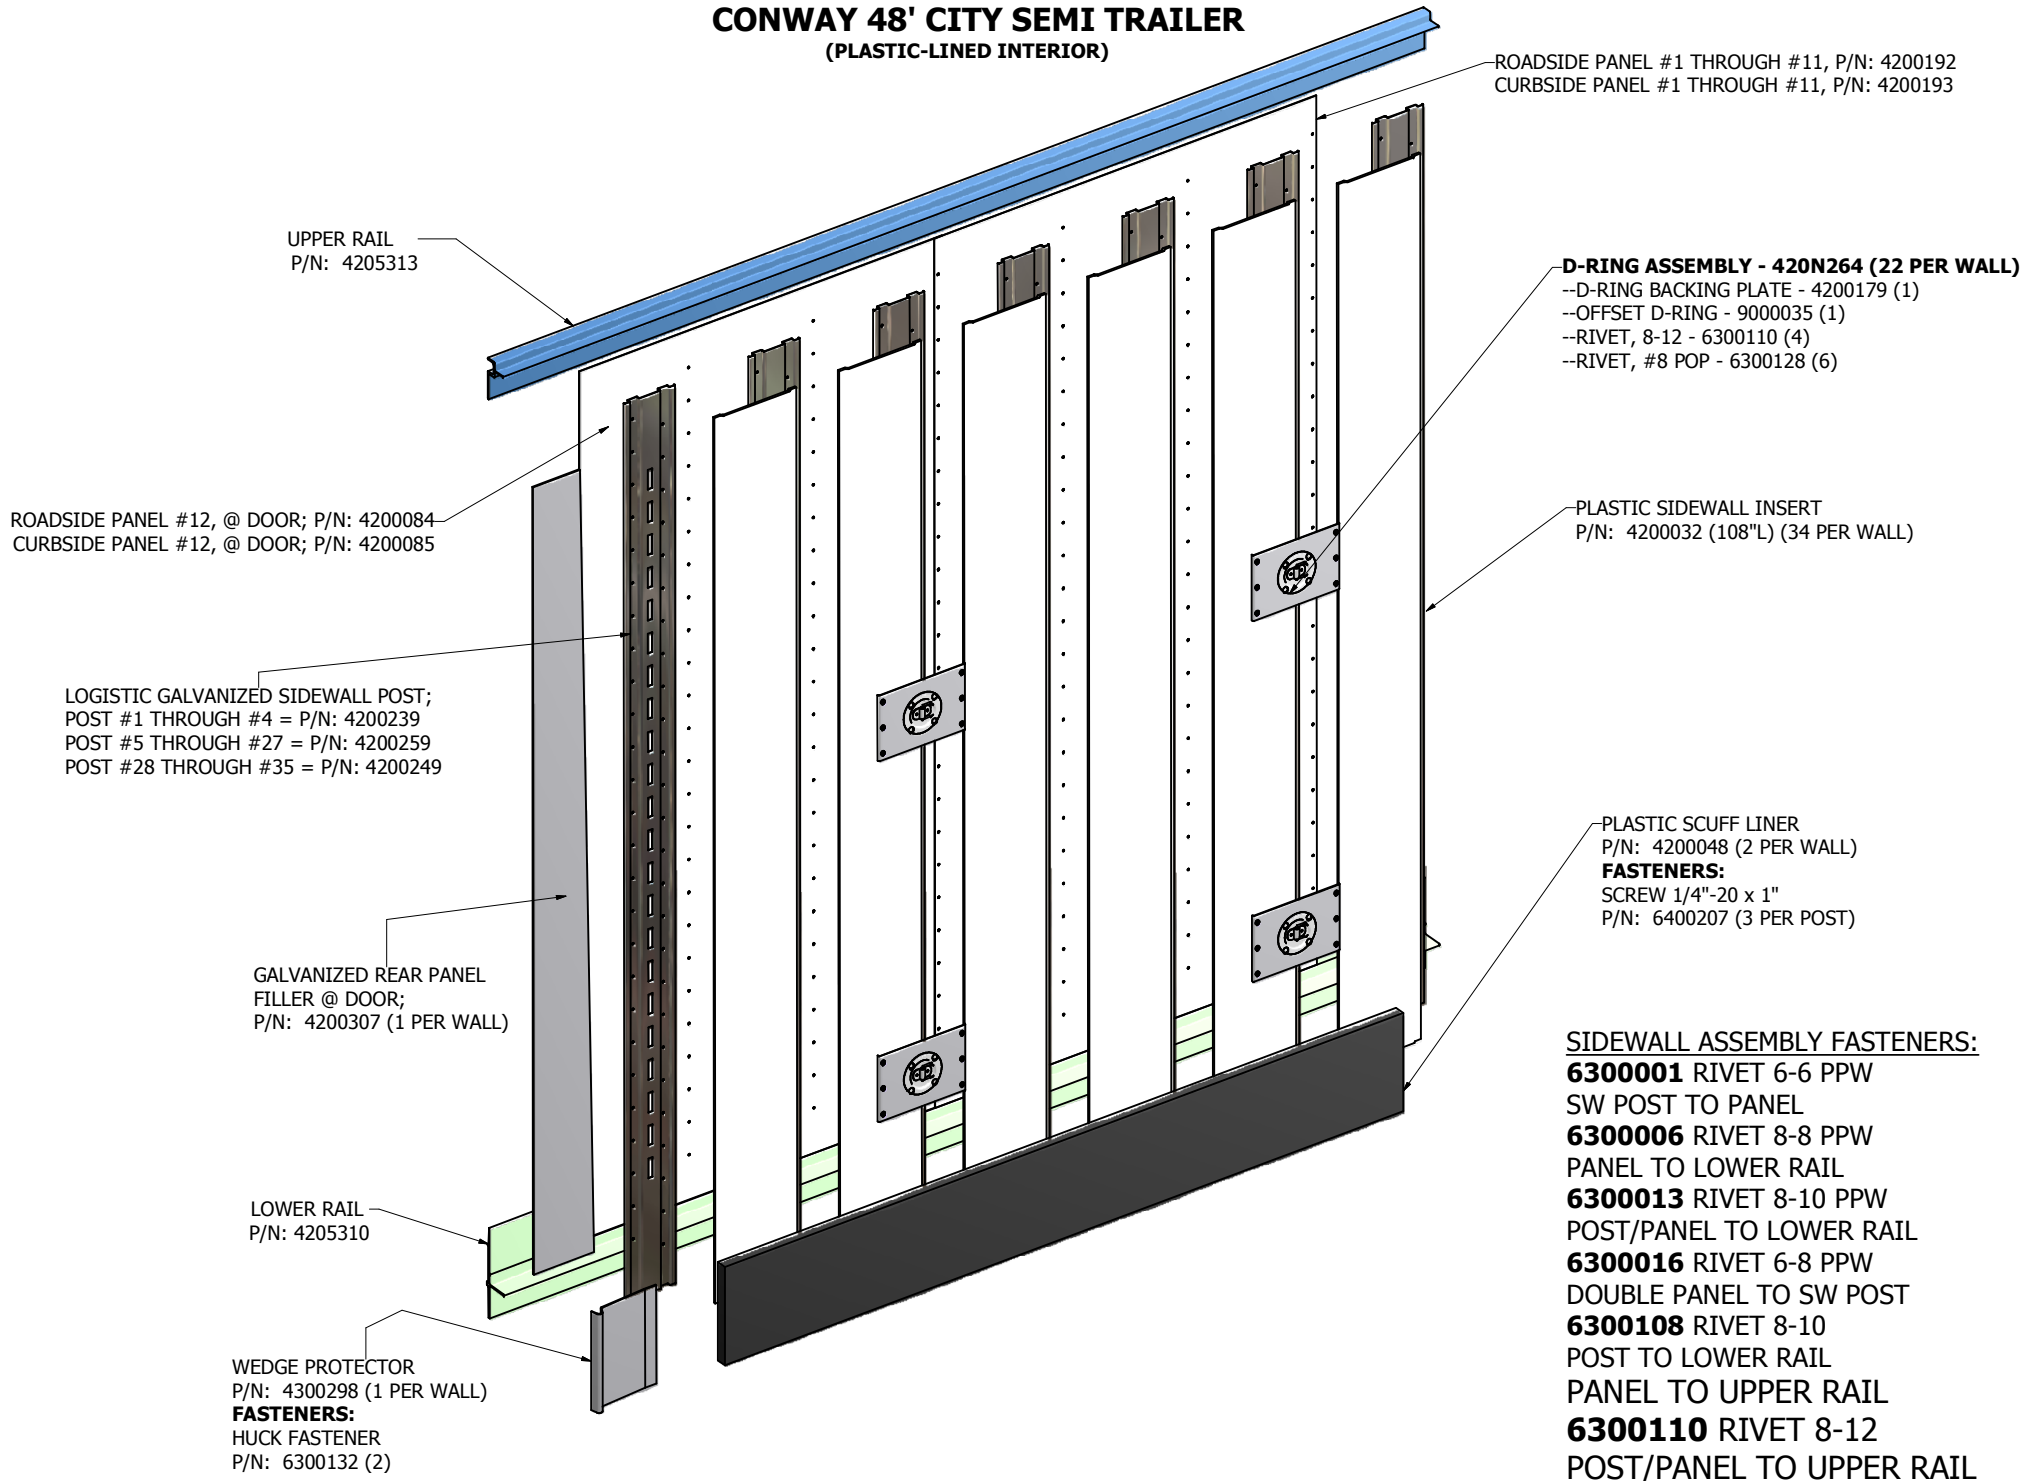 CONWAY 48' CITY SEMI TRAILER
(PLASTIC-LINED INTERIOR)
ROADSIDE PANEL #1 THROUGH #11, P/N: 4200192
CURBSIDE PANEL #1 THROUGH #11, P/N: 4200193
UPPER RAIL
P/N: 4205313
D-RING ASSEMBLY - 420N264 (22 PER WALL)
--D-RING BACKING PLATE - 4200179 (1)
--OFFSET D-RING - 9000035 (1)
--RIVET, 8-12 - 6300110 (4)
--RIVET, #8 POP - 6300128 (6)
ROADSIDE PANEL #12, @ DOOR; P/N: 4200084
CURBSIDE PANEL #12, @ DOOR; P/N: 4200085
PLASTIC SIDEWALL INSERT
P/N: 4200032 (108"L) (34 PER WALL)
LOGISTIC GALVANIZED SIDEWALL POST;
POST #1 THROUGH #4 = P/N: 4200239
POST #5 THROUGH #27 = P/N: 4200259
POST #28 THROUGH #35 = P/N: 4200249
PLASTIC SCUFF LINER
P/N: 4200048 (2 PER WALL)
FASTENERS:
SCREW 1/4"-20 x 1"
P/N: 6400207 (3 PER POST)
GALVANIZED REAR PANEL
FILLER @ DOOR;
P/N: 4200307 (1 PER WALL)
LOWER RAIL
P/N: 4205310
WEDGE PROTECTOR
P/N: 4300298 (1 PER WALL)
FASTENERS:
HUCK FASTENER
P/N: 6300132 (2)
SIDEWALL ASSEMBLY FASTENERS:
6300001 RIVET 6-6 PPW
SW POST TO PANEL
6300006 RIVET 8-8 PPW
PANEL TO LOWER RAIL
6300013 RIVET 8-10 PPW
POST/PANEL TO LOWER RAIL
6300016 RIVET 6-8 PPW
DOUBLE PANEL TO SW POST
6300108 RIVET 8-10
POST TO LOWER RAIL
PANEL TO UPPER RAIL
6300110 RIVET 8-12
POST/PANEL TO UPPER RAIL